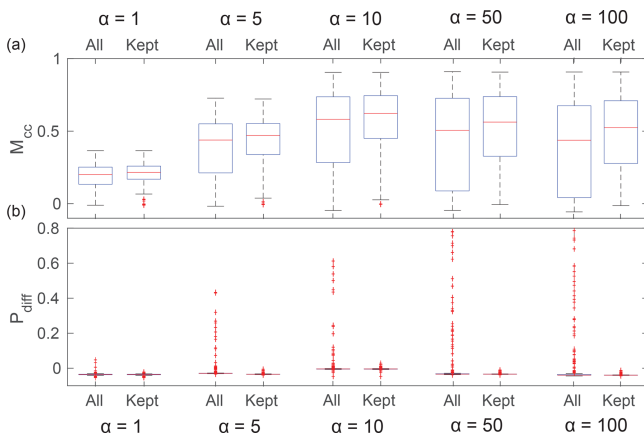 α = 1 α = 5 α = 10 α = 50 α = 100
(a) All Kept All Kept All Kept All Kept All Kept
1
M_cc
0.5
0
(b)
0.8
0.6
P_diff
0.4
0.2
0
All Kept All Kept All Kept All Kept All Kept
α = 1 α = 5 α = 10 α = 50 α = 100